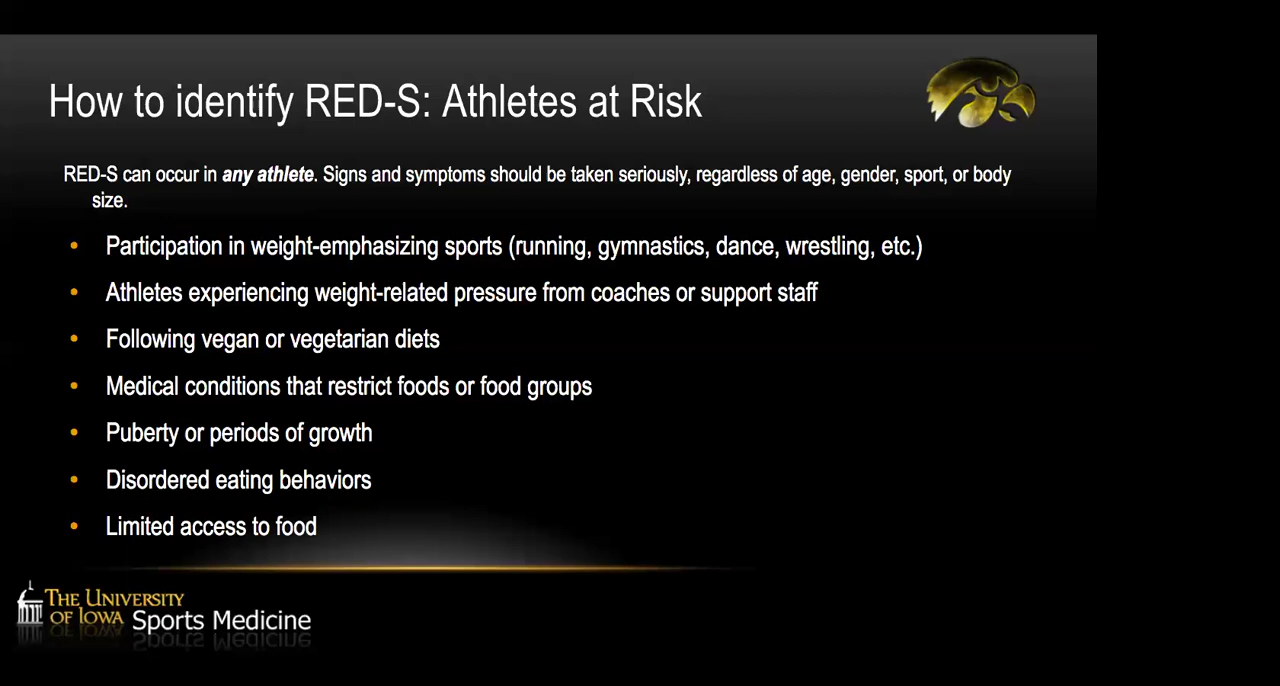 How to identify RED-S: Athletes at Risk
RED-S can occur in any athlete. Signs and symptoms should be taken seriously, regardless of age, gender, sport, or body
size.
• Participation in weight-emphasizing sports (running, gymnastics, dance, wrestling, etc.)
• Athletes experiencing weight-related pressure from coaches or support staff
• Following vegan or vegetarian diets
• Medical conditions that restrict foods or food groups
• Puberty or periods of growth
• Disordered eating behaviors
• Limited access to food
THE UNIVERSITY
OF IOWA Sports Medicine